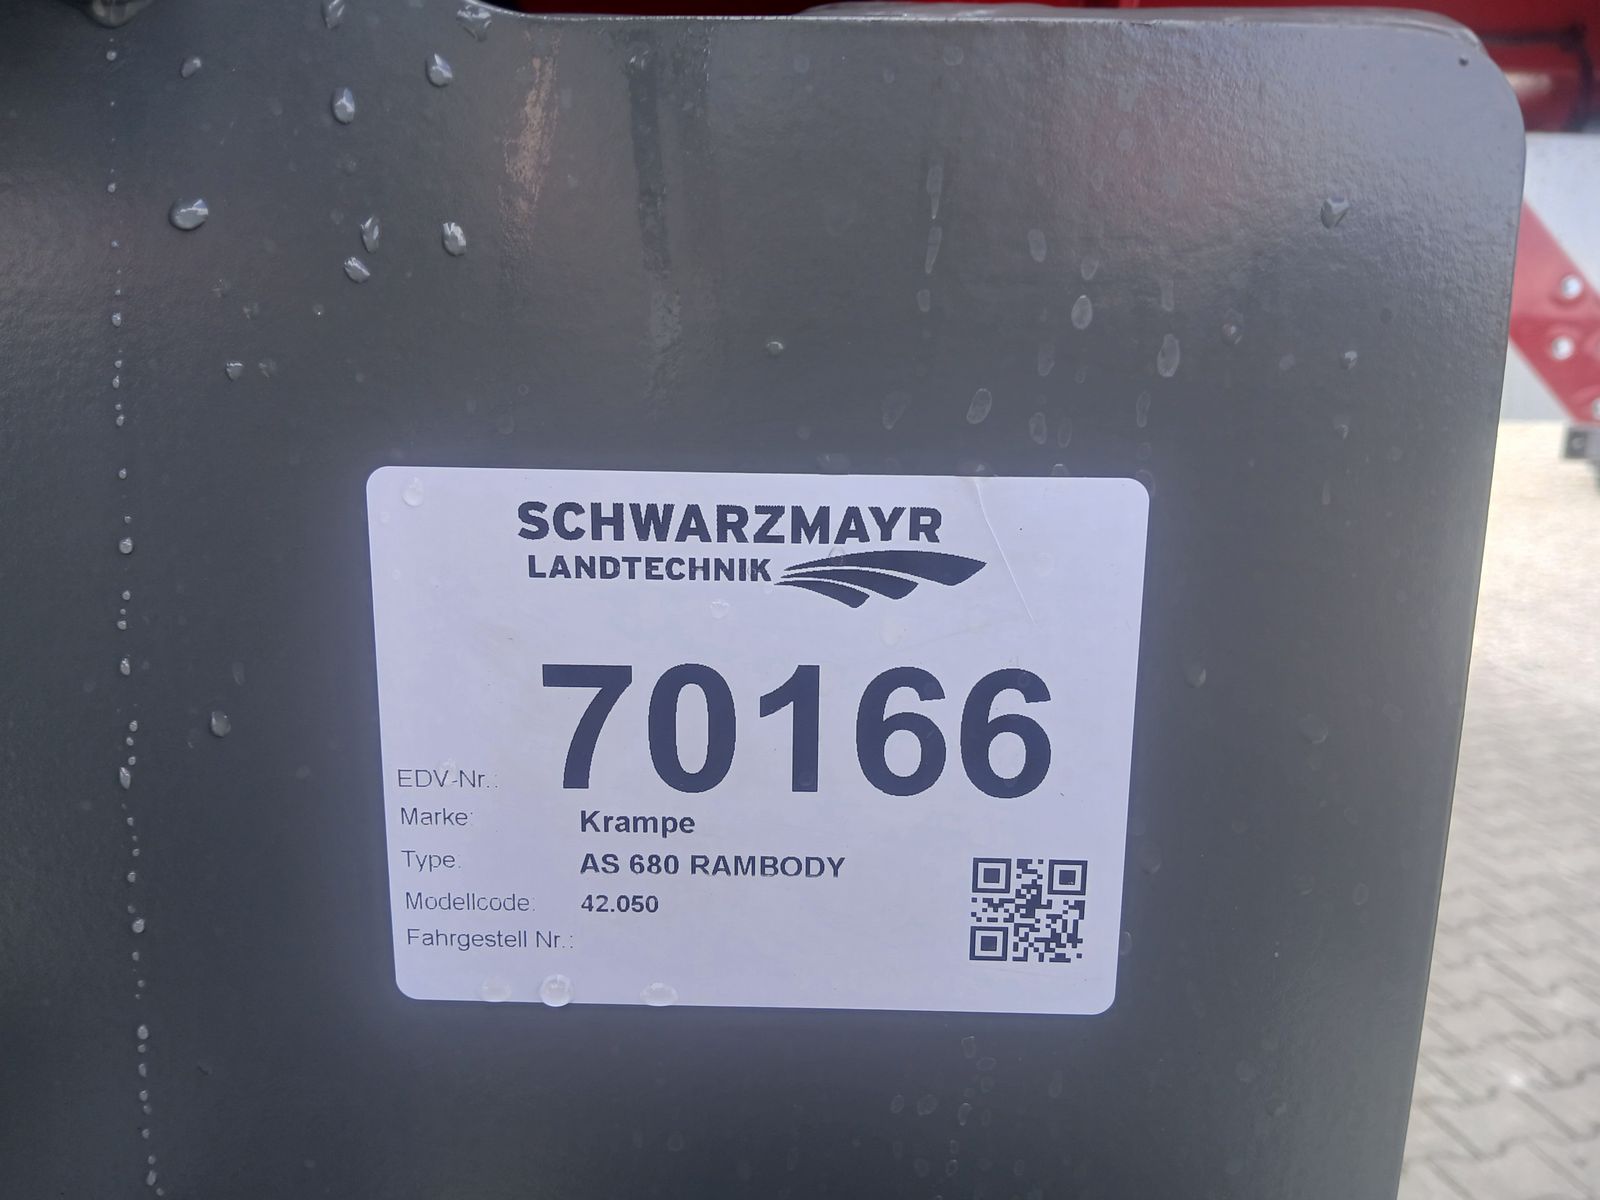 SCHWARZMAYR
LANDTECHNIK
EDV-Nr.: 70166
Marke: Krampe
Type: AS 680 RAMBODY
Modellcode: 42.050
Fahrgestell Nr.: